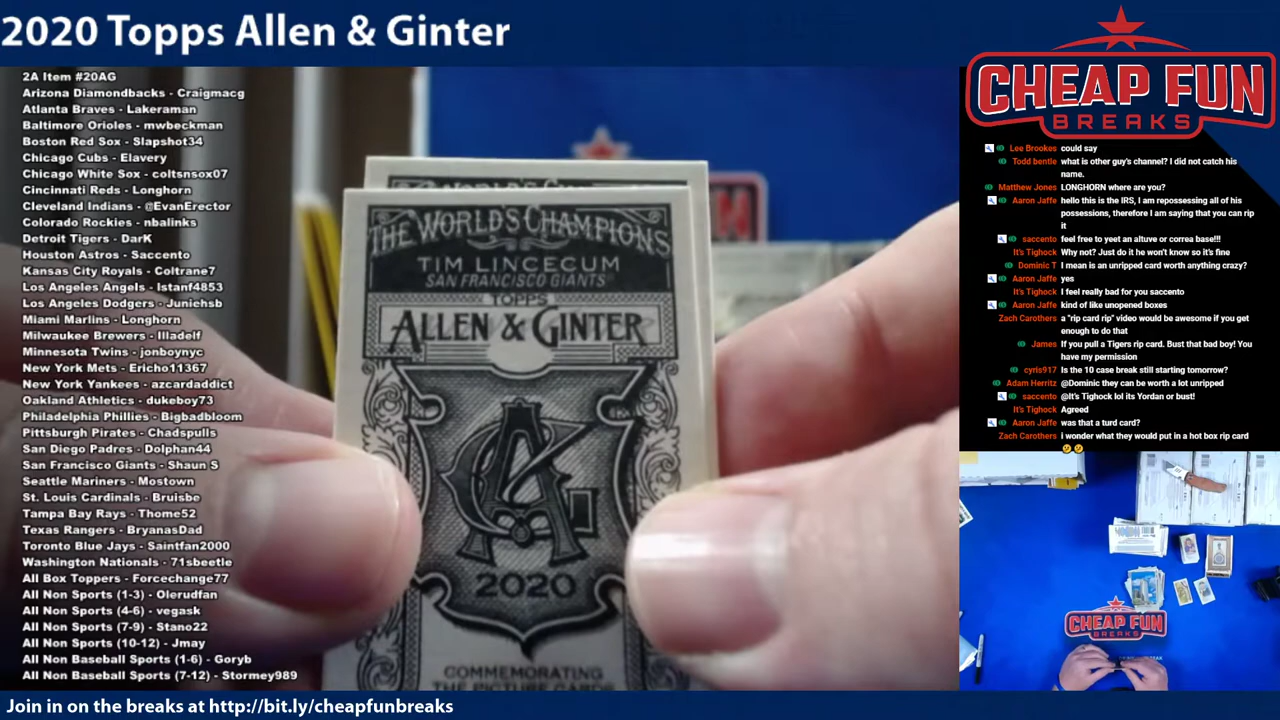 2020 Topps Allen & Ginter
2A Item #20AG
Arizona Diamondbacks - Craigmacg
Atlanta Braves - Lakeraman
Baltimore Orioles - mwbeckman
Boston Red Sox - Slapshot34
Chicago Cubs - Elavery
Chicago White Sox - coltsnsox07
Cincinnati Reds - Longhorn
Cleveland Indians - @EvanErector
Colorado Rockies - nbalinks
Detroit Tigers - DarK
Houston Astros - Saccento
Kansas City Royals - Coltrane7
Los Angeles Angels - Istanf4853
Los Angeles Dodgers - Juniehsb
Miami Marlins - Longhorn
Milwaukee Brewers - Illadelf
Minnesota Twins - jonboynyc
New York Mets - Ericho11367
New York Yankees - azcardaddict
Oakland Athletics - dukeboy73
Philadelphia Phillies - Bigbadbloom
Pittsburgh Pirates - Chadspulls
San Diego Padres - Dolphan44
San Francisco Giants - Shaun S
Seattle Mariners - Mostown
St. Louis Cardinals - Bruisbe
Tampa Bay Rays - Thome52
Texas Rangers - BryanasDad
Toronto Blue Jays - Saintfan2000
Washington Nationals - 71sbeetle
All Box Toppers - Forcechange77
All Non Sports (1-3) - Olerudfan
All Non Sports (4-6) - vegask
All Non Sports (7-9) - Stano22
All Non Sports (10-12) - Jmay
All Non Baseball Sports (1-6) - Goryb
All Non Baseball Sports (7-12) - Stormey989
THE WORLD'S CHAMPIONS
TIM LINCECUM
SAN FRANCISCO GIANTS
TOPPS
ALLEN & GINTER
2020
COMMEMORATING
THE PICTURE CARDS
CHEAP FUN
BREAKS
Lee Brookes could say
Todd bentle what is other guy's channel? I did not catch his
name.
Matthew Jones LONGHORN where are you?
Aaron Jaffe hello this is the IRS, I am repossessing all of his
possessions, therefore I am saying that you can rip
it
saccento feel free to yeet an altuve or correa base!!!
It's Tighock Why not? Just do it he won't know so it's fine
Dominic T I mean is an unripped card worth anything crazy?
Aaron Jaffe yes
It's Tighock I feel really bad for you saccento
Aaron Jaffe kind of like unopened boxes
Zach Carothers a "rip card rip" video would be awesome if you get
enough to do that
James If you pull a Tigers rip card. Bust that bad boy! You
have my permission
cyris917 Is the 10 case break still starting tomorrow?
Adam Herritz @Dominic they can be worth a lot unripped
saccento @It's Tighock lol its Yordan or bust!
It's Tighock Agreed
Aaron Jaffe was that a turd card?
Zach Carothers i wonder what they would put in a hot box rip card
CHEAP FUN
BREAKS
Join in on the breaks at http://bit.ly/cheapfunbreaks